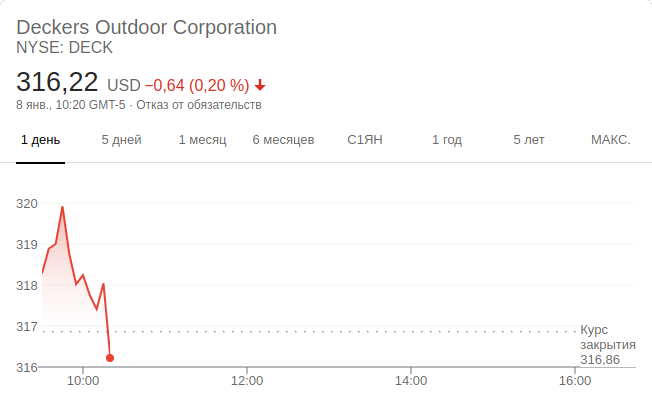 Deckers Outdoor Corporation
NYSE: DECK
316,22 USD −0,64 (0,20 %)
8 янв., 10:20 GMT-5 · Отказ от обязательств
1 день 5 дней 1 месяц 6 месяцев С1ЯН 1 год 5 лет МАКС.
320
319
318
317
Курс
закрытия
316,86
316
10:00 12:00 14:00 16:00